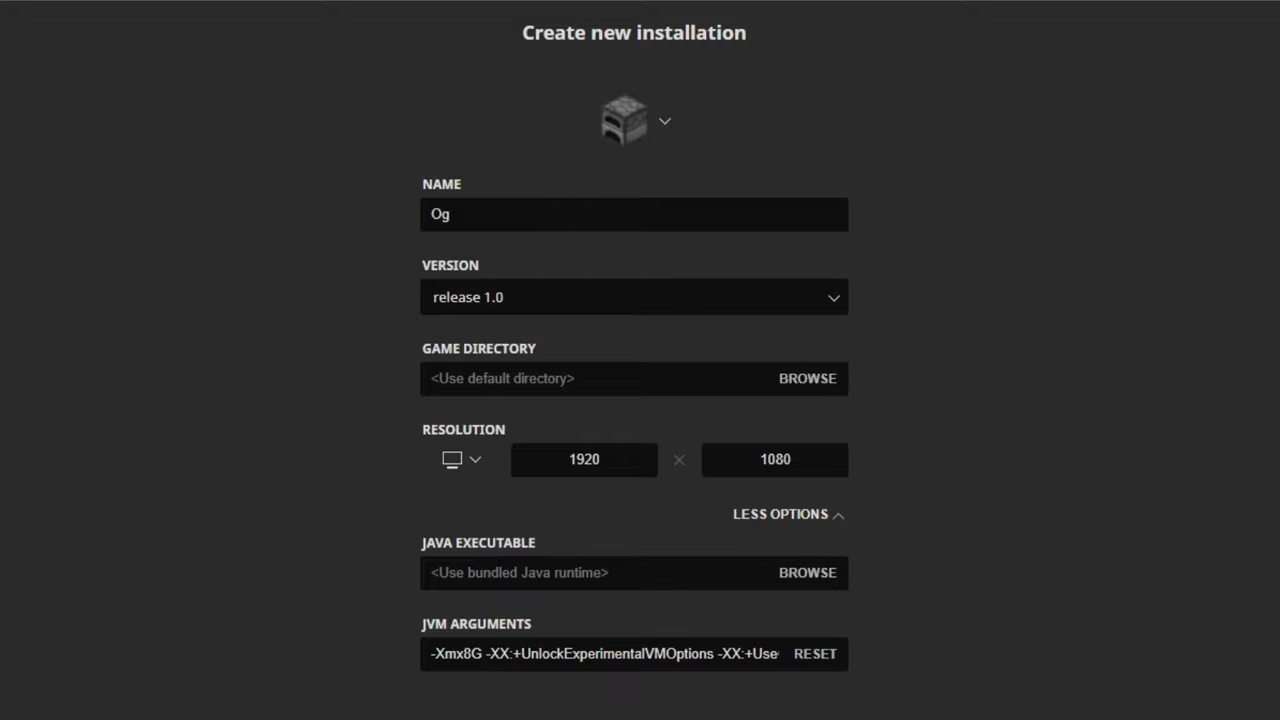 Create new installation
NAME
Og
VERSION
release 1.0
GAME DIRECTORY
<Use default directory>
BROWSE
RESOLUTION
1920
1080
LESS OPTIONS
JAVA EXECUTABLE
<Use bundled Java runtime>
BROWSE
JVM ARGUMENTS
-Xmx8G -XX:+UnlockExperimentalVMOptions -XX:+Use
RESET